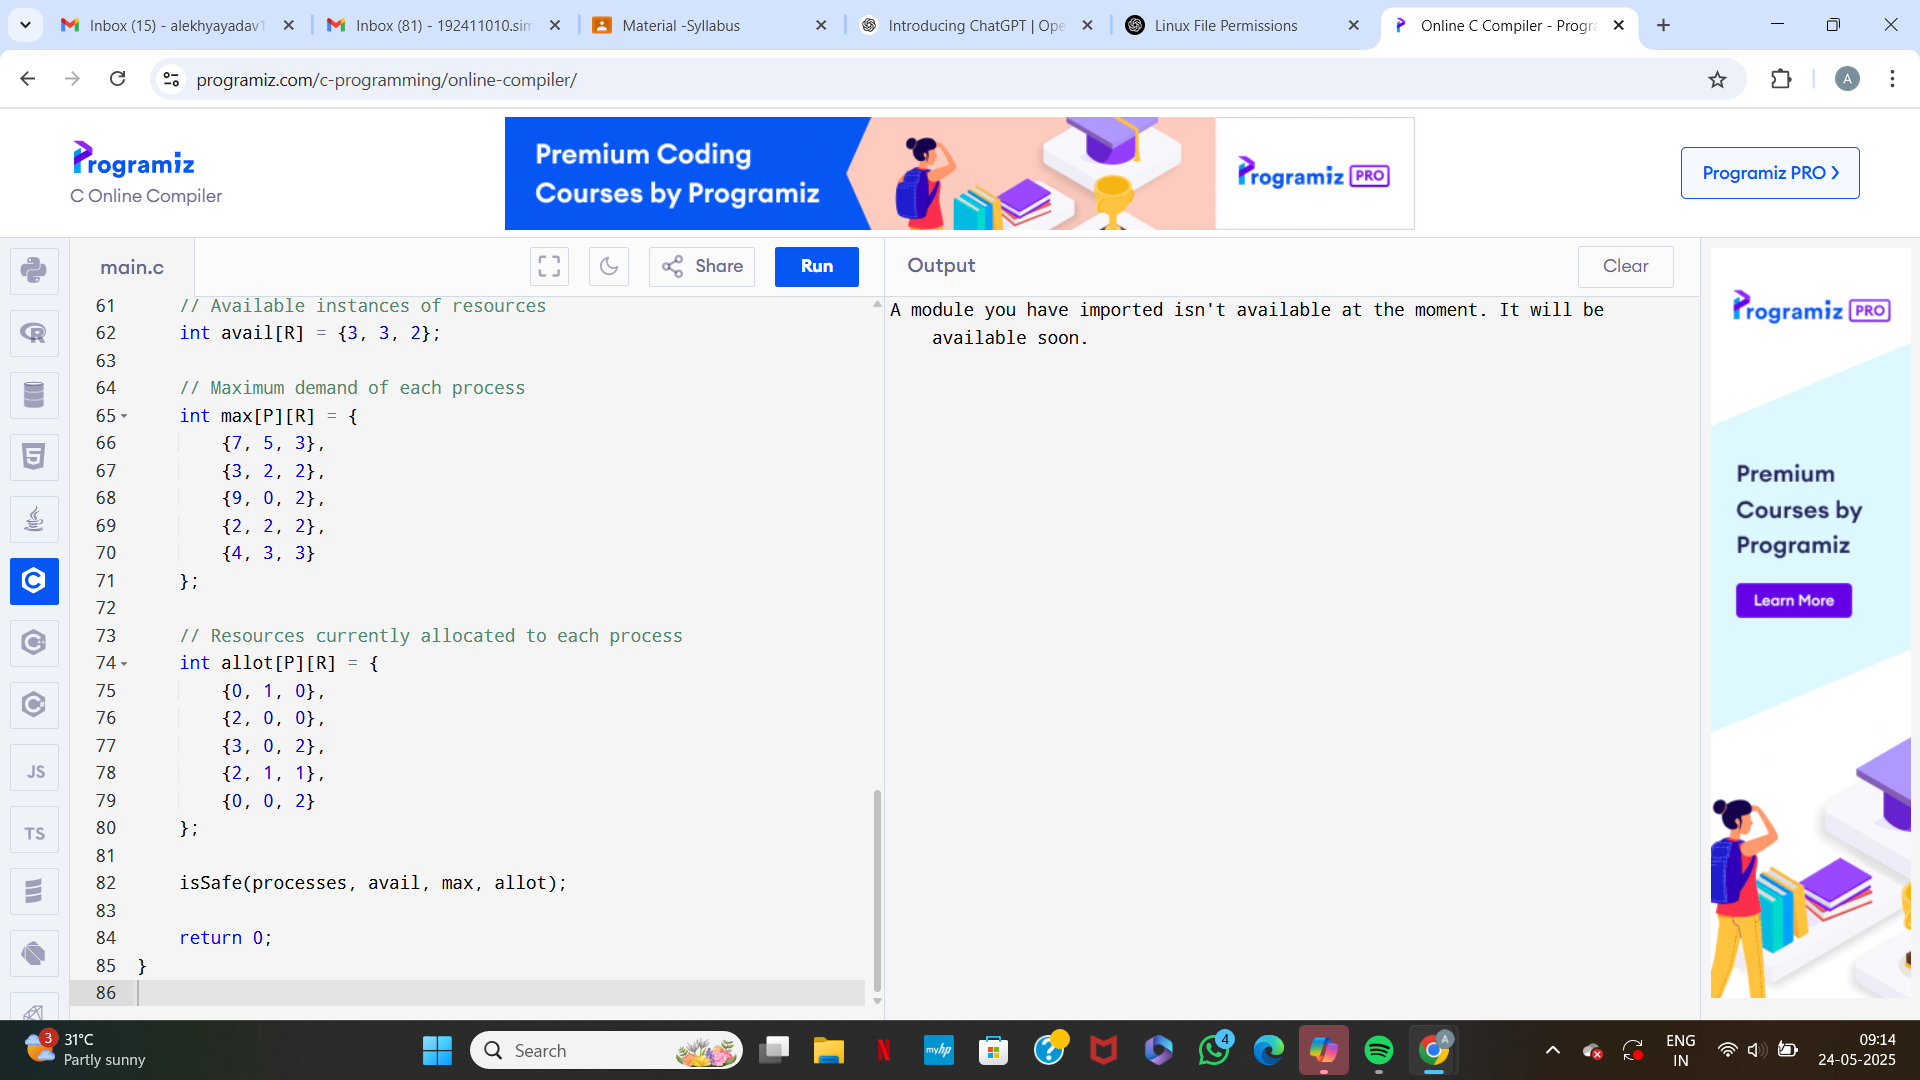 Inbox (15) - alekhyayadav1
Inbox (81) - 192411010.sim
Material -Syllabus
Introducing ChatGPT | Ope
Linux File Permissions
Online C Compiler - Progra
programiz.com/c-programming/online-compiler/
A
Programiz
C Online Compiler
Premium Coding
Courses by Programiz
Programiz PRO
Programiz PRO ›
main.c
Share
Run
Output
Clear
61 // Available instances of resources
62 int avail[R] = {3, 3, 2};
63
64 // Maximum demand of each process
65 int max[P][R] = {
66 {7, 5, 3},
67 {3, 2, 2},
68 {9, 0, 2},
69 {2, 2, 2},
70 {4, 3, 3}
71 };
72
73 // Resources currently allocated to each process
74 int allot[P][R] = {
75 {0, 1, 0},
76 {2, 0, 0},
77 {3, 0, 2},
78 {2, 1, 1},
79 {0, 0, 2}
80 };
81
82 isSafe(processes, avail, max, allot);
83
84 return 0;
85 }
86
A module you have imported isn't available at the moment. It will be
available soon.
JS
TS
Programiz PRO
Premium
Courses by
Programiz
Learn More
3
31°C
Partly sunny
Search
N
myhp
4
A
ENG
IN
09:14
24-05-2025